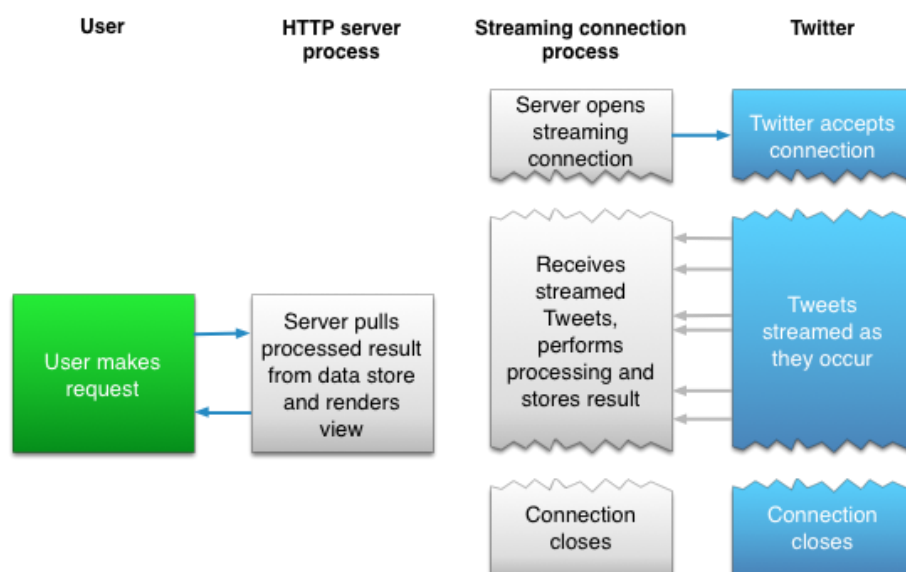 User
HTTP server
process
Streaming connection
process
Twitter
Server opens
streaming
connection
Twitter accepts
connection
User makes
request
Server pulls
processed result
from data store
and renders
view
Receives
streamed
Tweets,
performs
processing and
stores result
Tweets
streamed as
they occur
Connection
closes
Connection
closes